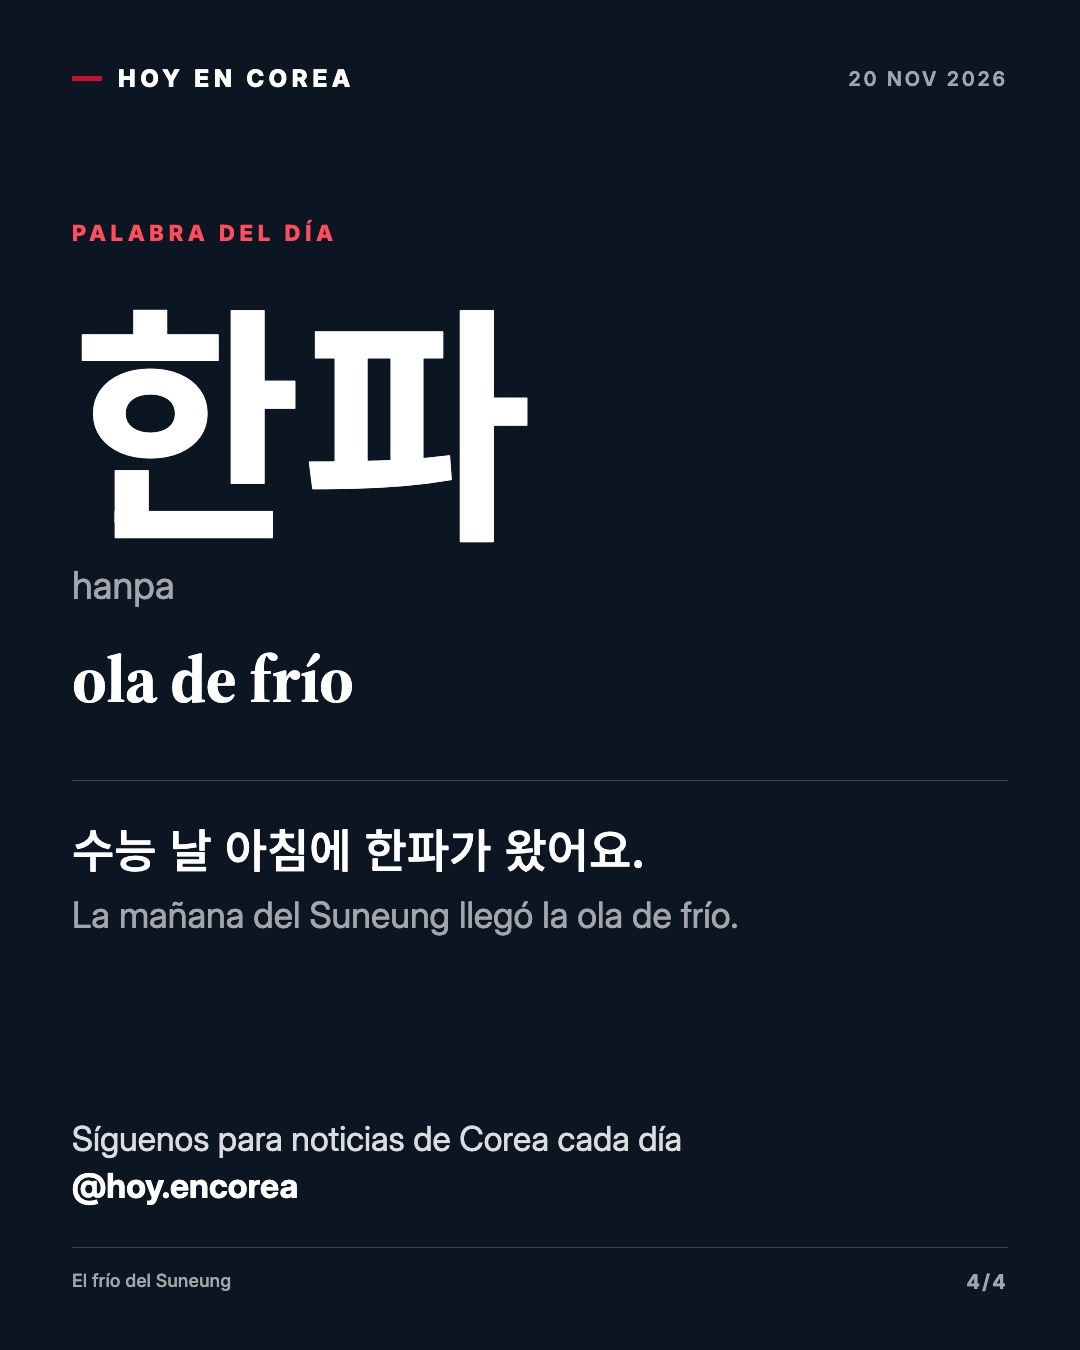 HOY EN COREA
20 NOV 2026
PALABRA DEL DÍA
한파
hanpa
ola de frío
수능 날 아침에 한파가 왔어요.
La mañana del Suneung llegó la ola de frío.
Síguenos para noticias de Corea cada día
@hoy.encorea
El frío del Suneung
4/4